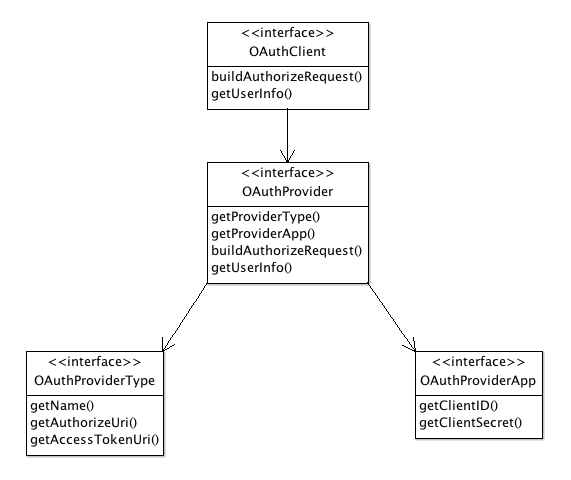 <<interface>>
OAuthClient
buildAuthorizeRequest()
getUserInfo()
<<interface>>
OAuthProvider
getProviderType()
getProviderApp()
buildAuthorizeRequest()
getUserInfo()
<<interface>>
OAuthProviderType
getName()
getAuthorizeUri()
getAccessTokenUri()
<<interface>>
OAuthProviderApp
getClientID()
getClientSecret()